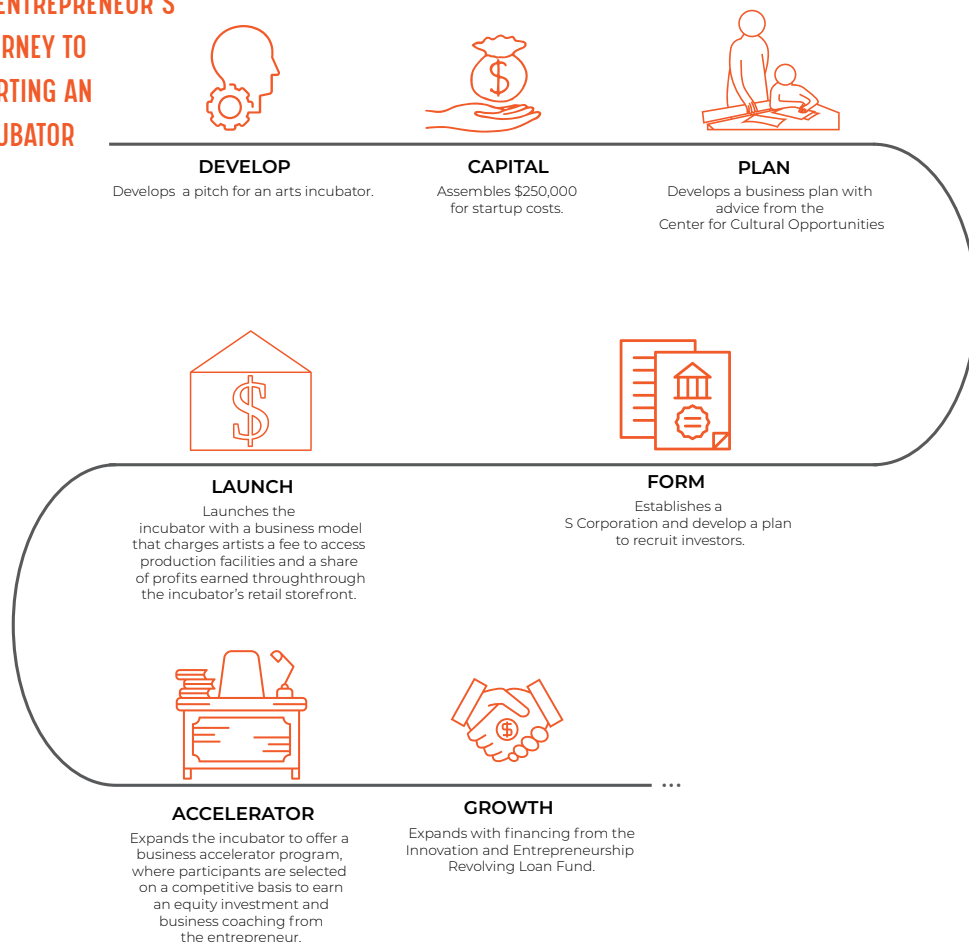 ENTREPRENEUR'S
RNEY TO
RTING AN
UBATOR
DEVELOP
Develops a pitch for an arts incubator.
CAPITAL
Assembles $250,000
for startup costs.
PLAN
Develops a business plan with
advice from the
Center for Cultural Opportunities
FORM
Establishes a
S Corporation and develop a plan
to recruit investors.
LAUNCH
Launches the
incubator with a business model
that charges artists a fee to access
production facilities and a share
of profits earned throughthrough
the incubator's retail storefront.
ACCELERATOR
Expands the incubator to offer a
business accelerator program,
where participants are selected
on a competitive basis to earn
an equity investment and
business coaching from
the entrepreneur.
GROWTH
Expands with financing from the
Innovation and Entrepreneurship
Revolving Loan Fund.
...